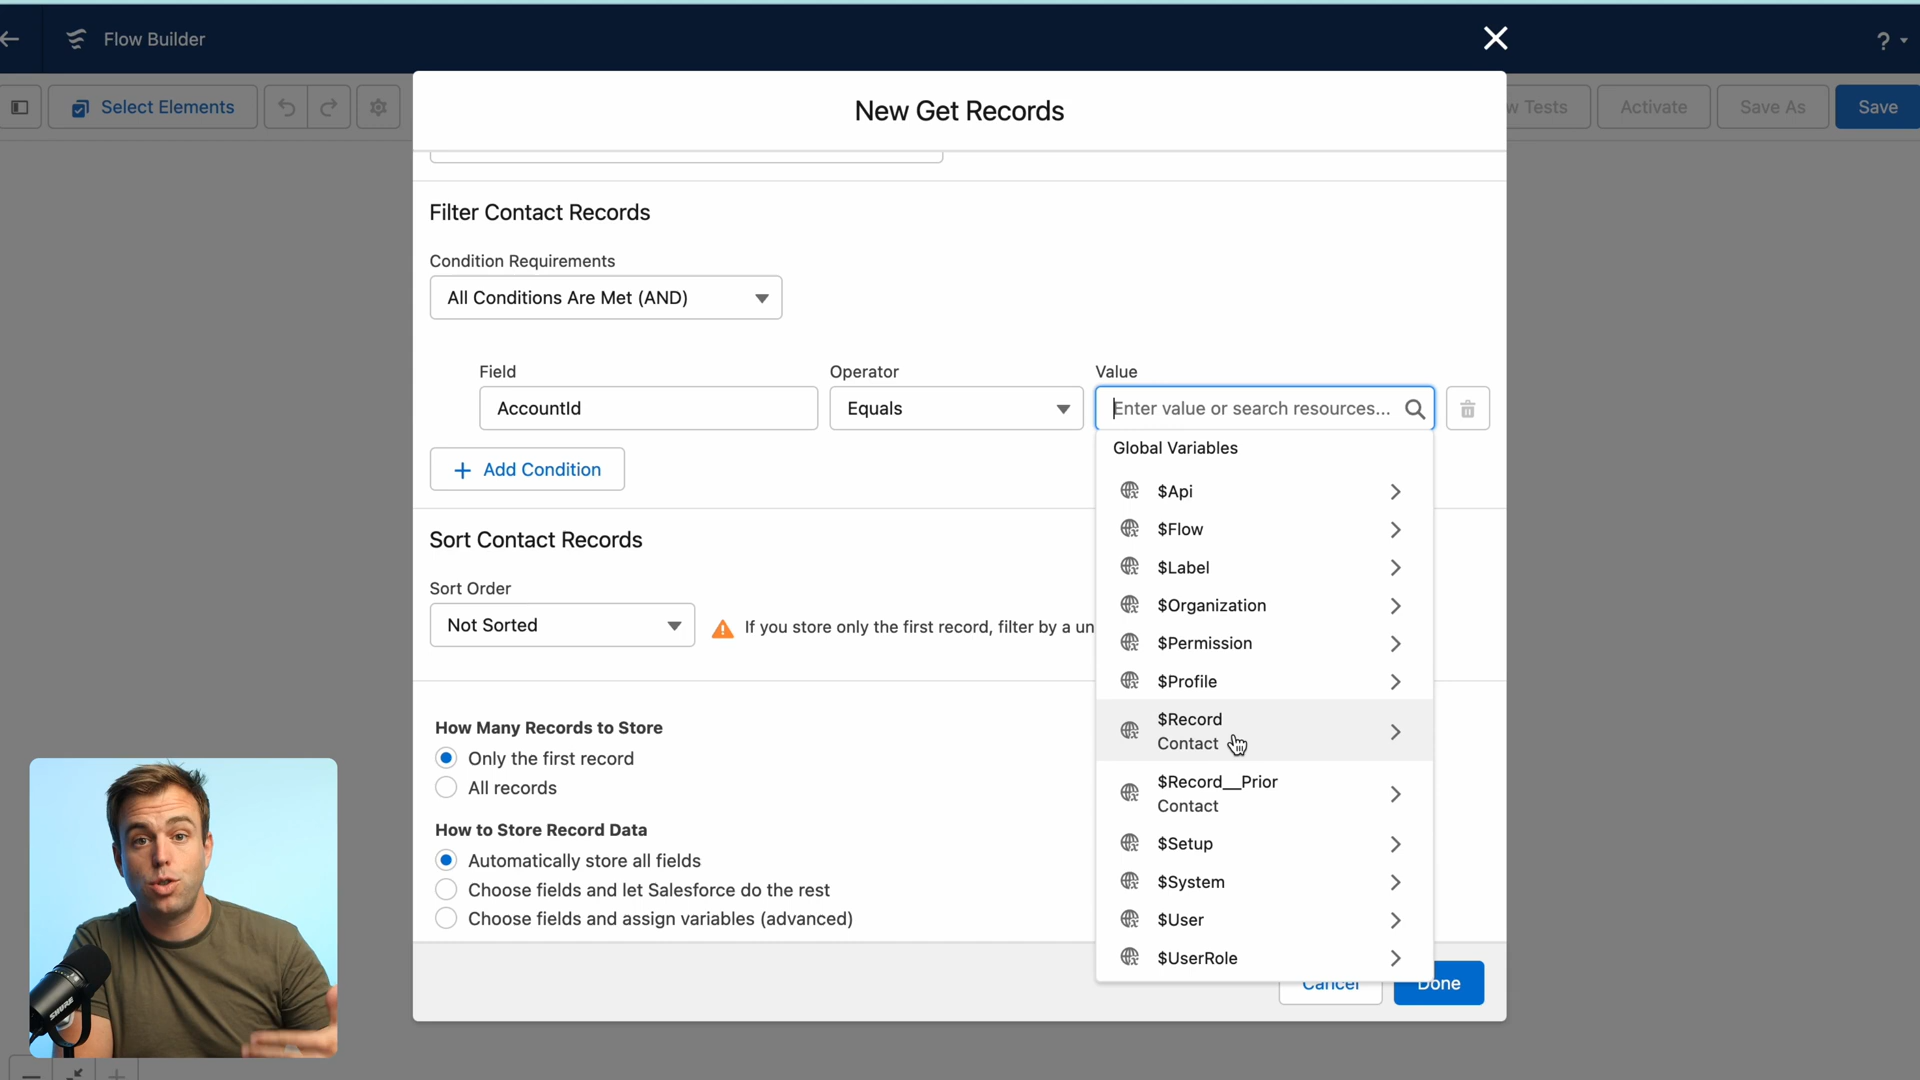 Flow Builder
?
Select Elements
w Tests
Activate
Save As
Save
New Get Records
Filter Contact Records
Condition Requirements
All Conditions Are Met (AND)
Field
Operator
Value
AccountId
Equals
Enter value or search resources...
Global Variables
+ Add Condition
$Api
$Flow
Sort Contact Records
$Label
Sort Order
$Organization
Not Sorted
If you store only the first record, filter by a un
$Permission
$Profile
How Many Records to Store
$Record
Contact
Only the first record
All records
$Record__Prior
Contact
How to Store Record Data
$Setup
Automatically store all fields
$System
Choose fields and let Salesforce do the rest
$User
Choose fields and assign variables (advanced)
$UserRole
Cancel
Done
SHURE